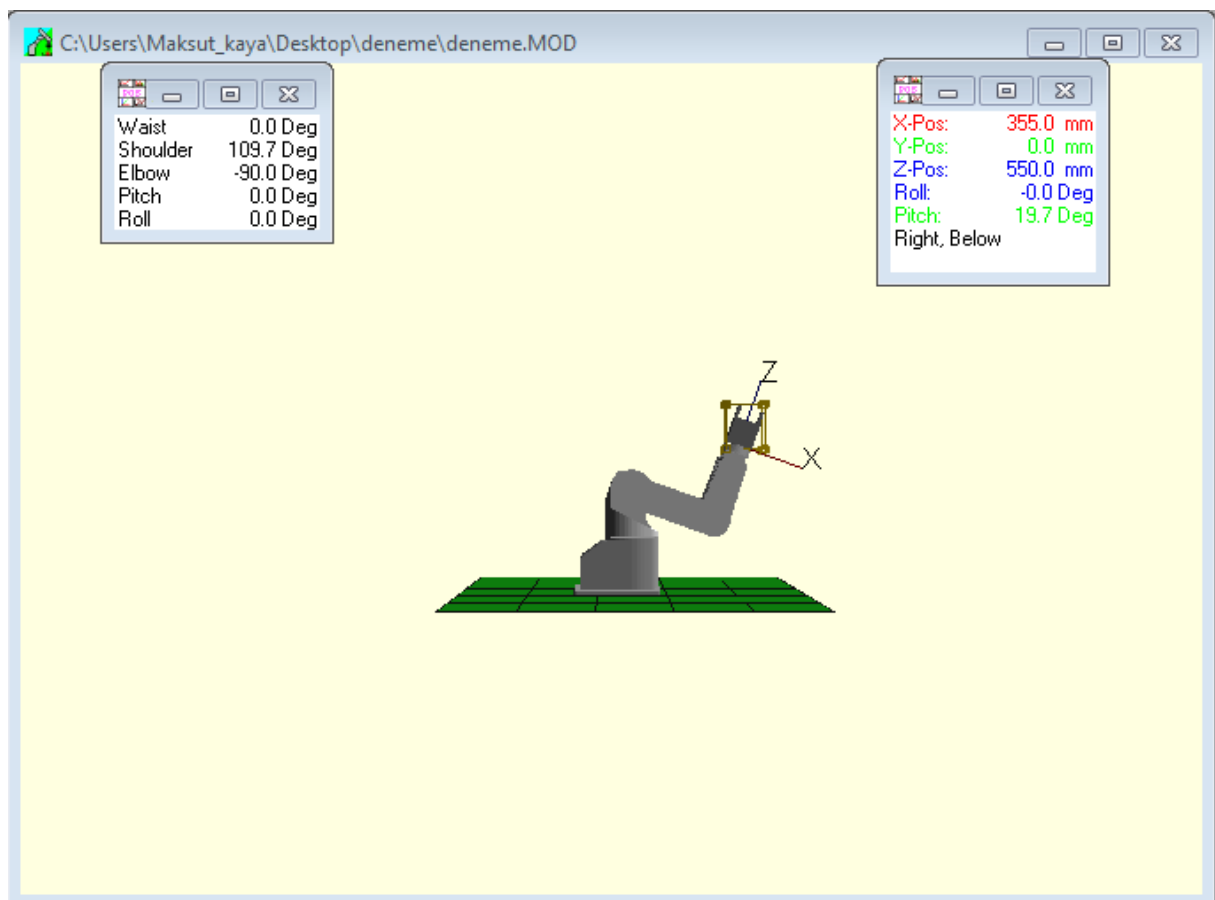 C:\Users\Maksut_kaya\Desktop\deneme\deneme.MOD
Waist 0.0 Deg
Shoulder 109.7 Deg
Elbow -90.0 Deg
Pitch 0.0 Deg
Roll 0.0 Deg
X-Pos: 355.0 mm
Y-Pos: 0.0 mm
Z-Pos: 550.0 mm
Roll: -0.0 Deg
Pitch: 19.7 Deg
Right, Below
Z
X